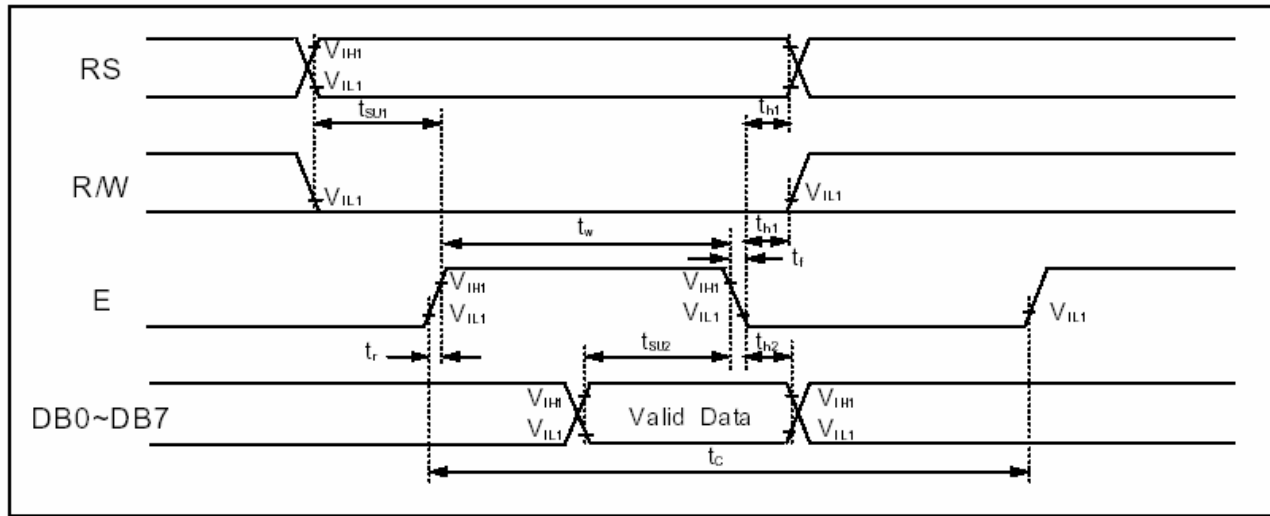 RS
VIH1
VIL1
tSU1
th1
R/W
VIL1
VIL1
tw
th1
tf
E
VIH1
VIL1
VIH1
VIL1
VIL1
tr
tSU2
th2
DB0~DB7
VIH1
VIL1
Valid Data
VIH1
VIL1
tC